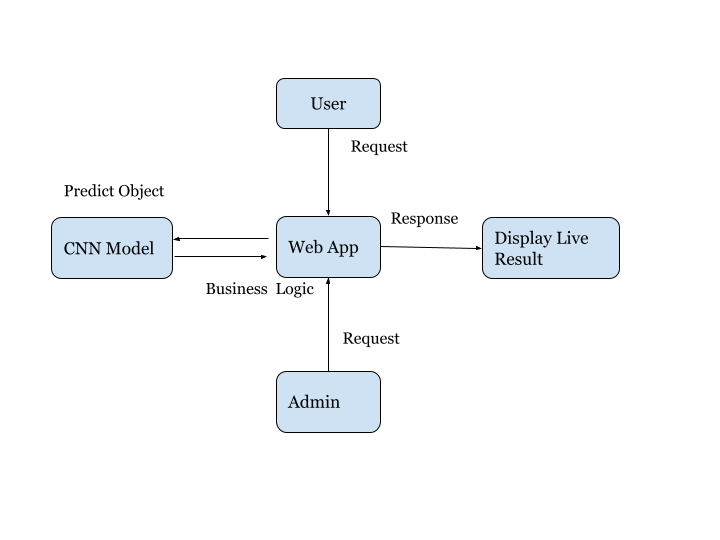 User
Request
Predict Object
CNN Model
Web App
Response
Display Live
Result
Business  Logic
Request
Admin